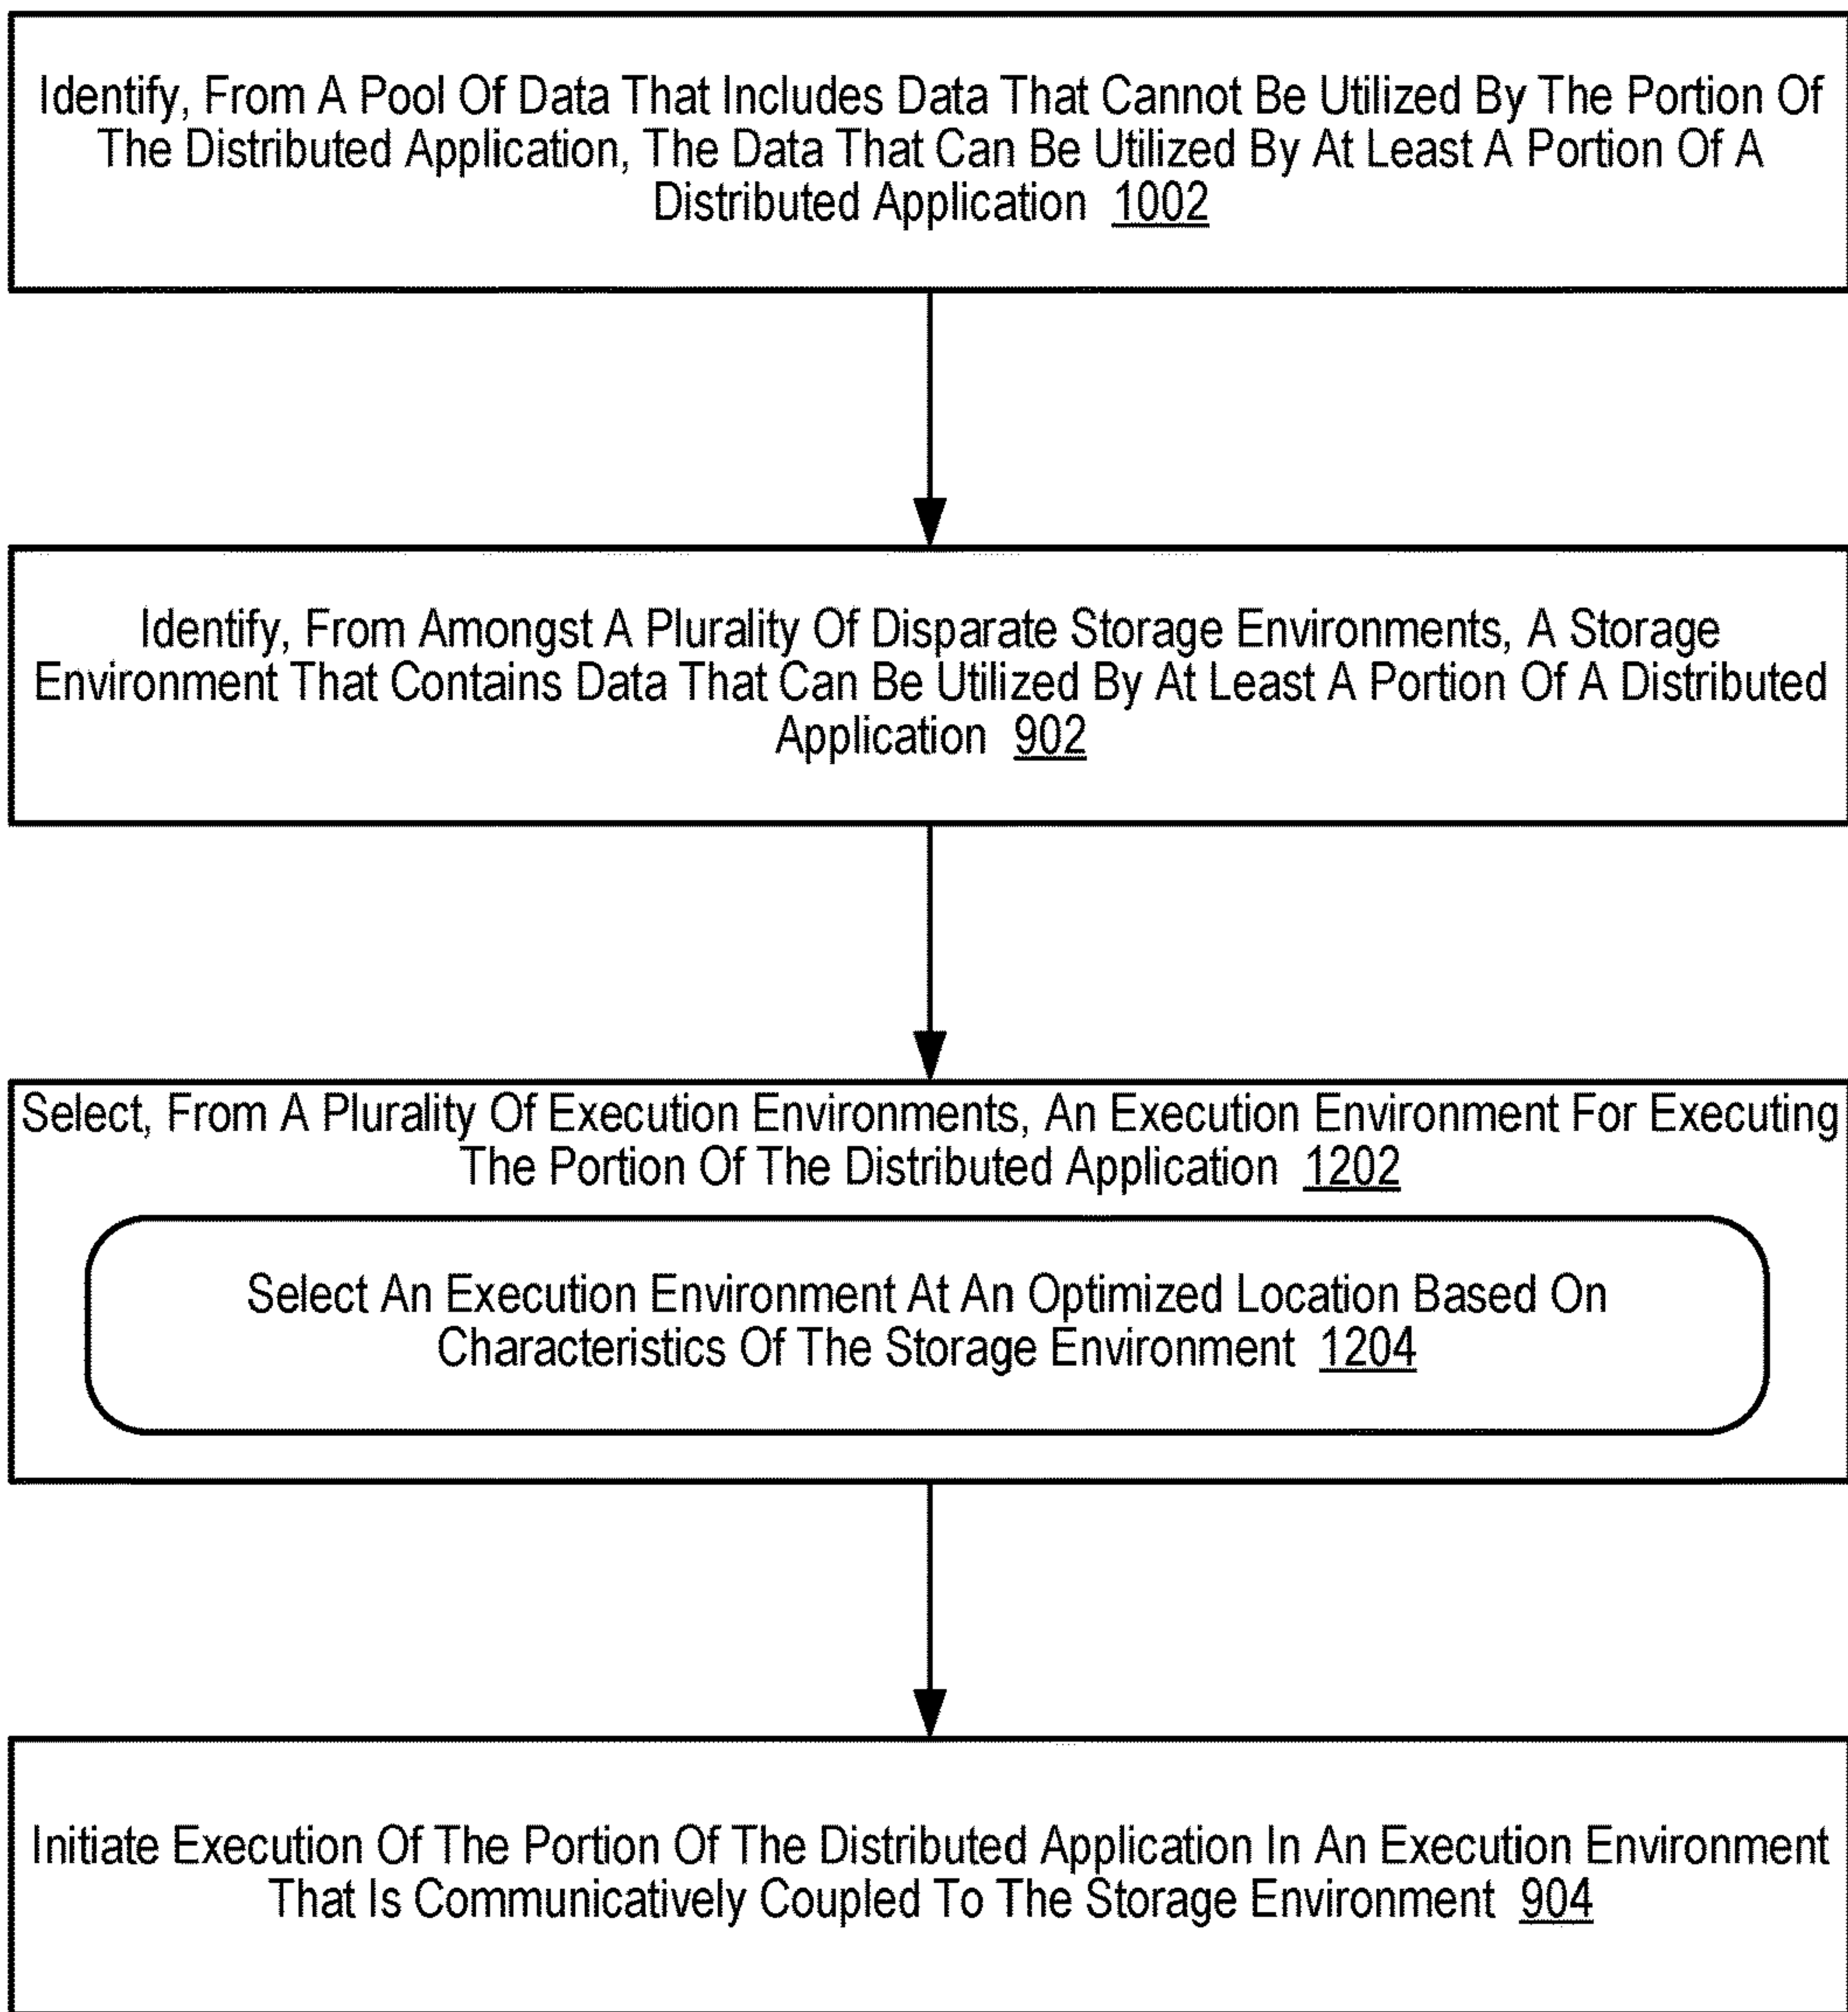 Identify, From A Pool Of Data That Includes Data That Cannot Be Utilized By The Portion Of
The Distributed Application, The Data That Can Be Utilized By At Least A Portion Of A
Distributed Application 1002
Identify, From Amongst A Plurality Of Disparate Storage Environments, A Storage
Environment That Contains Data That Can Be Utilized By At Least A Portion Of A Distributed
Application 902
Select, From A Plurality Of Execution Environments, An Execution Environment For Executing
The Portion Of The Distributed Application 1202
Select An Execution Environment At An Optimized Location Based On
Characteristics Of The Storage Environment 1204
Initiate Execution Of The Portion Of The Distributed Application In An Execution Environment
That Is Communicatively Coupled To The Storage Environment 904